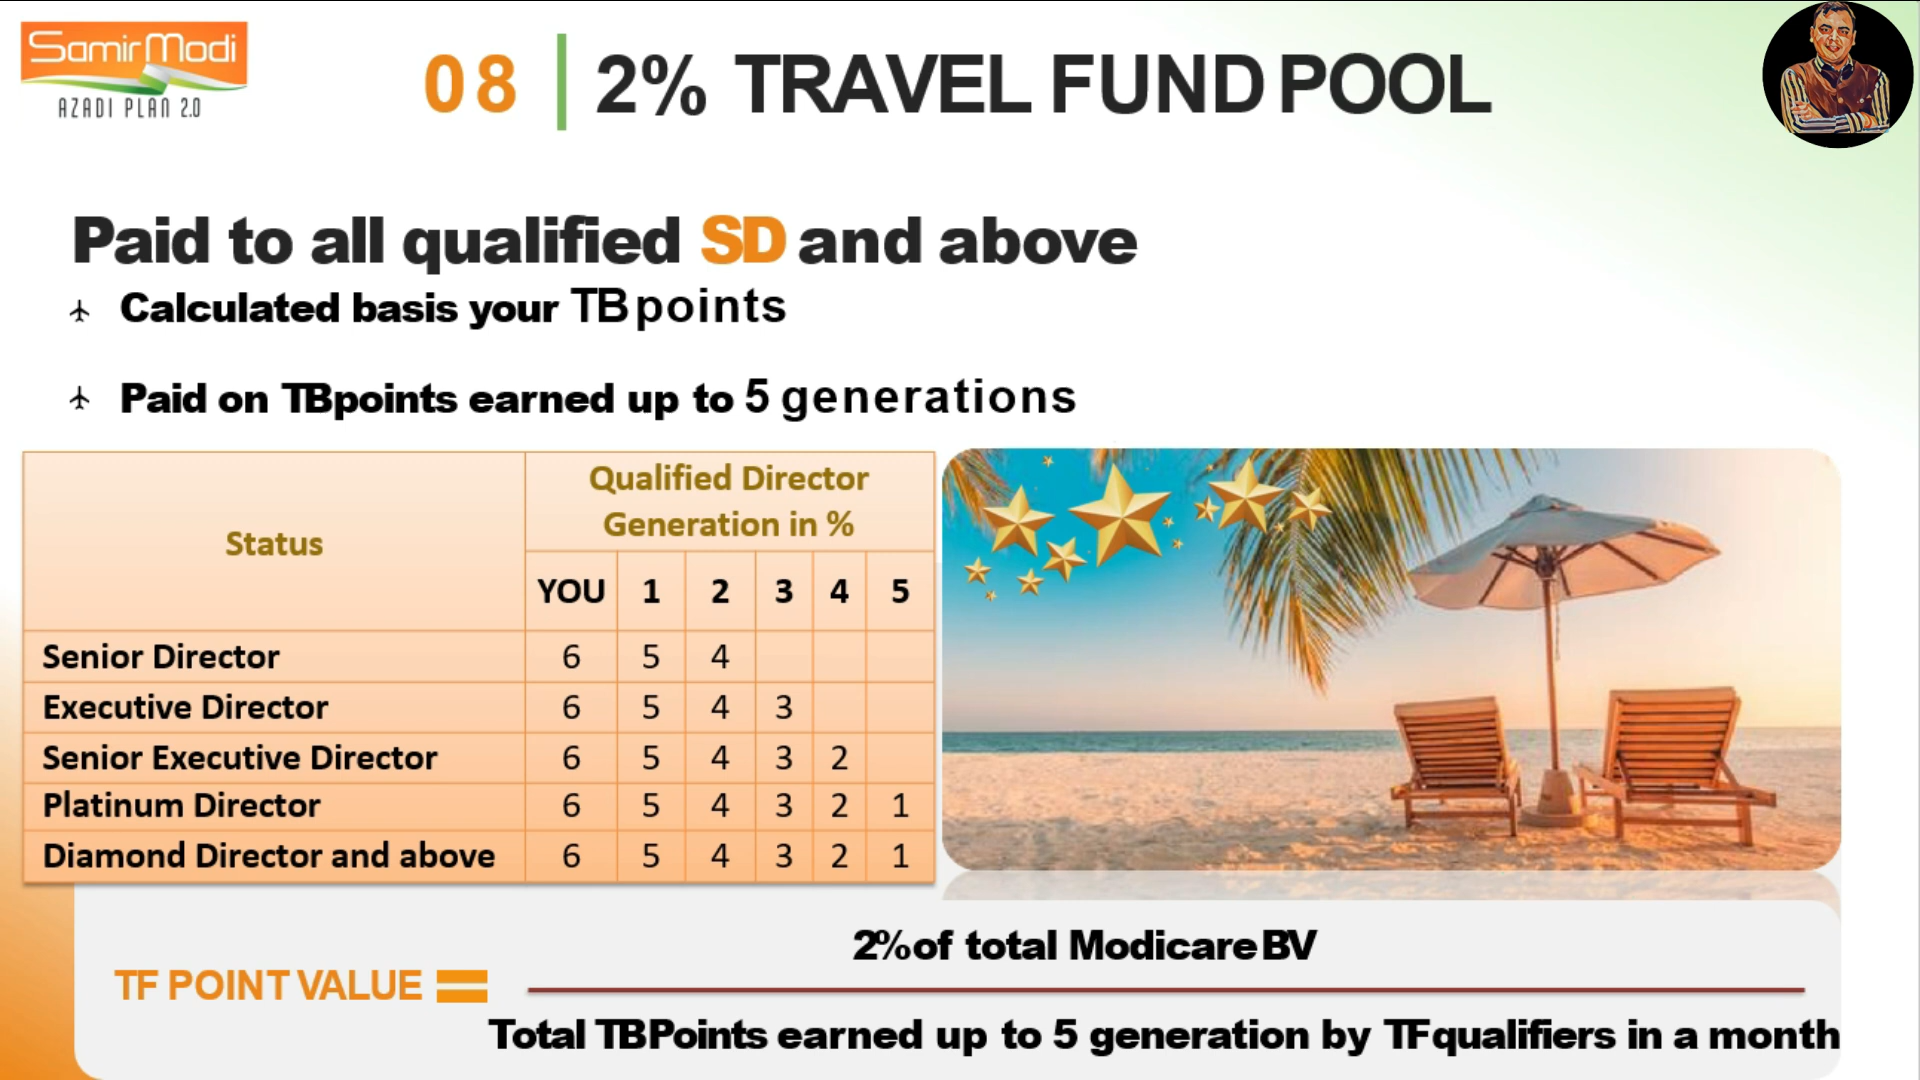 Samir Modi
AZADI PLAN 2.0
08 | 2% TRAVEL FUND POOL
Paid to all qualified SD and above
Calculated basis your TB points
Paid on TB points earned up to 5 generations
Status
Qualified Director
Generation in %
YOU 1 2 3 4 5
Senior Director 6 5 4
Executive Director 6 5 4 3
Senior Executive Director 6 5 4 3 2
Platinum Director 6 5 4 3 2 1
Diamond Director and above 6 5 4 3 2 1
2% of total Modicare BV
TF POINT VALUE =
Total TB Points earned up to 5 generation by TF qualifiers in a month